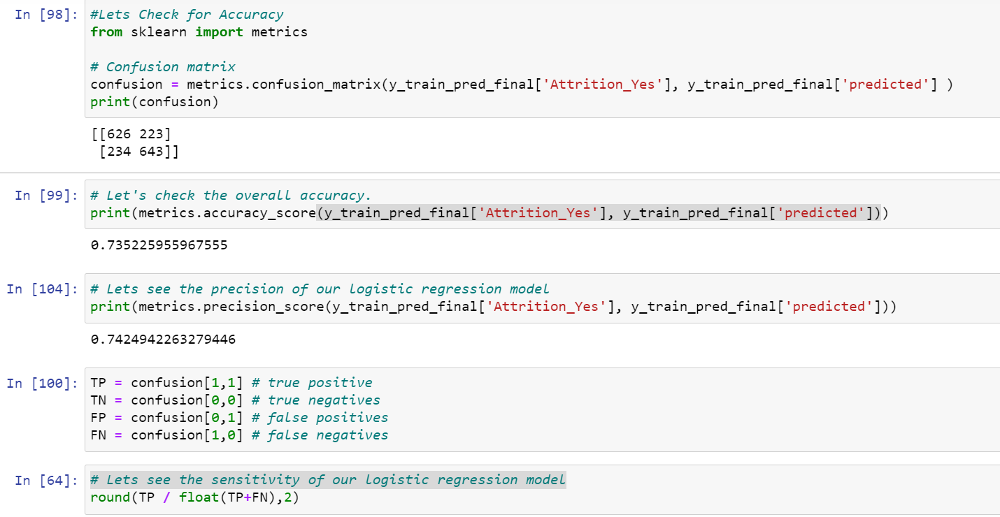 In [98]: #Lets Check for Accuracy
from sklearn import metrics
# Confusion matrix
confusion = metrics.confusion_matrix(y_train_pred_final['Attrition_Yes'], y_train_pred_final['predicted'] )
print(confusion)
[[626 223]
[234 643]]
In [99]: # Let's check the overall accuracy.
print(metrics.accuracy_score(y_train_pred_final['Attrition_Yes'], y_train_pred_final['predicted']))
0.735225955967555
In [104]: # Lets see the precision of our logistic regression model
print(metrics.precision_score(y_train_pred_final['Attrition_Yes'], y_train_pred_final['predicted']))
0.7424942263279446
In [100]: TP = confusion[1,1] # true positive
TN = confusion[0,0] # true negatives
FP = confusion[0,1] # false positives
FN = confusion[1,0] # false negatives
In [64]: # Lets see the sensitivity of our logistic regression model
round(TP / float(TP+FN),2)